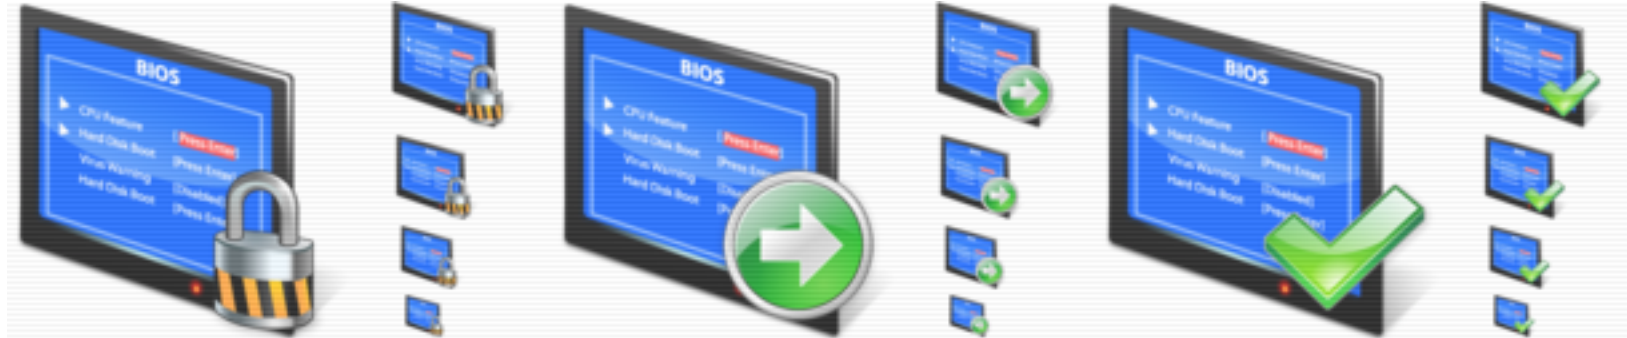 BIOS
CPU Feature [Press Enter]
Hard Disk Boot [Press Enter]
Virus Warning [Disabled]
Hard Disk Boot [Press Enter]
BIOS
CPU Feature [Press Enter]
Hard Disk Boot [Press Enter]
Virus Warning
Hard Disk Boot
BIOS
CPU Feature [Press Enter]
Hard Disk Boot [Press Enter]
Virus Warning [Disabled]
Hard Disk Boot [Press Enter]